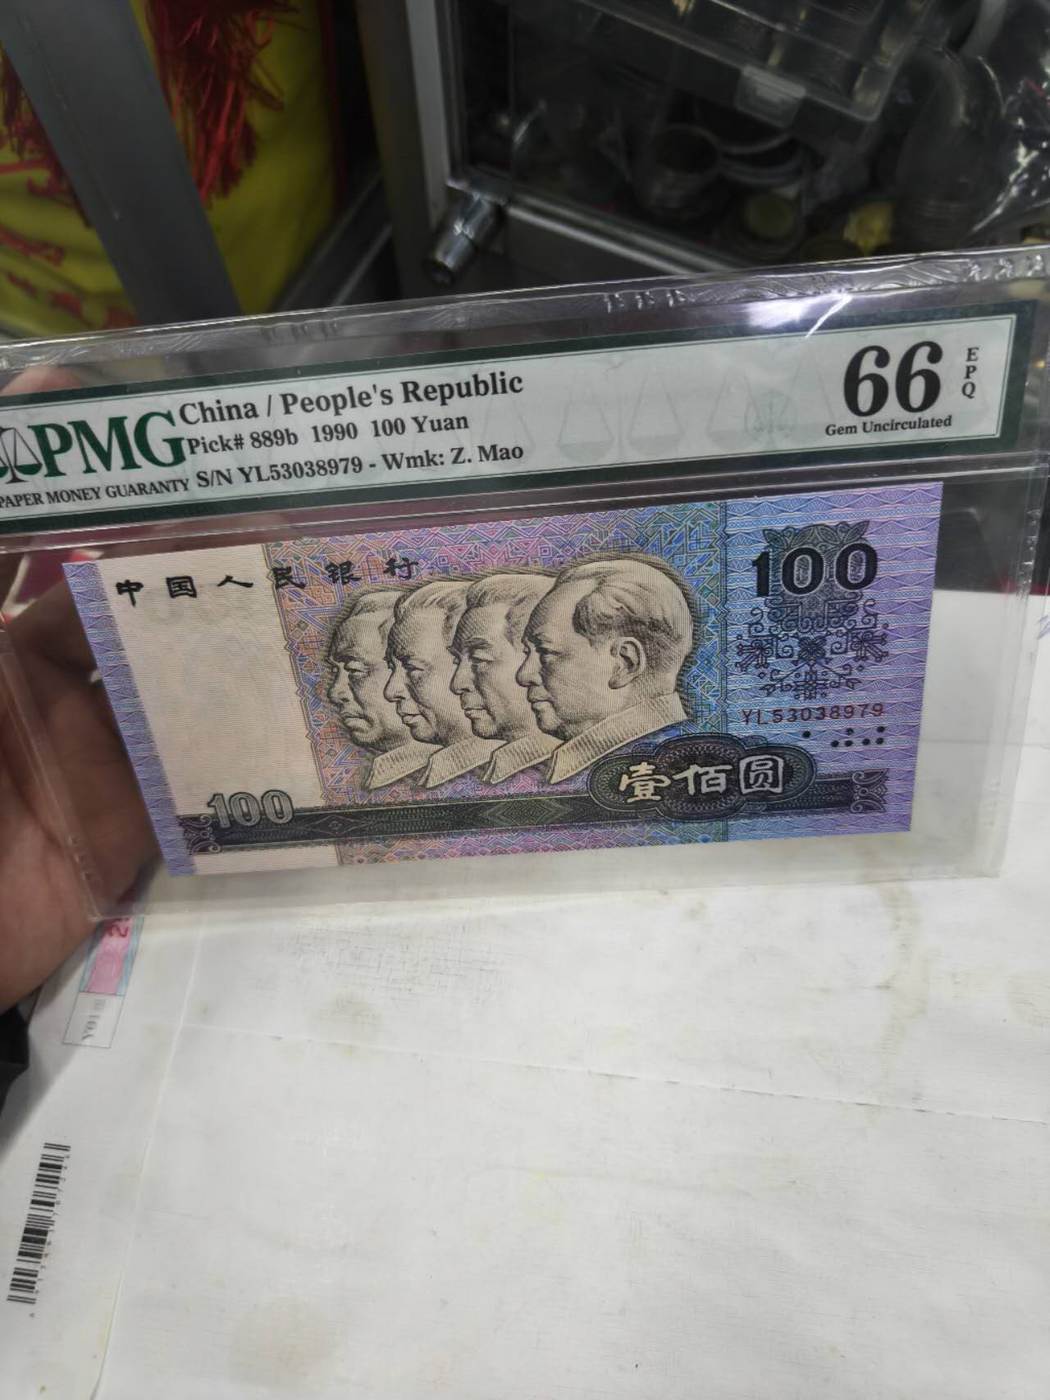 PMG
PAPER MONEY GUARANTY
China / People's Republic
Pick# 889b 1990 100 Yuan
S/N YL53038979 - Wmk: Z. Mao
66
EPQ
Gem Uncirculated
中国人民银行
100
YL53038979
壹佰圆
100